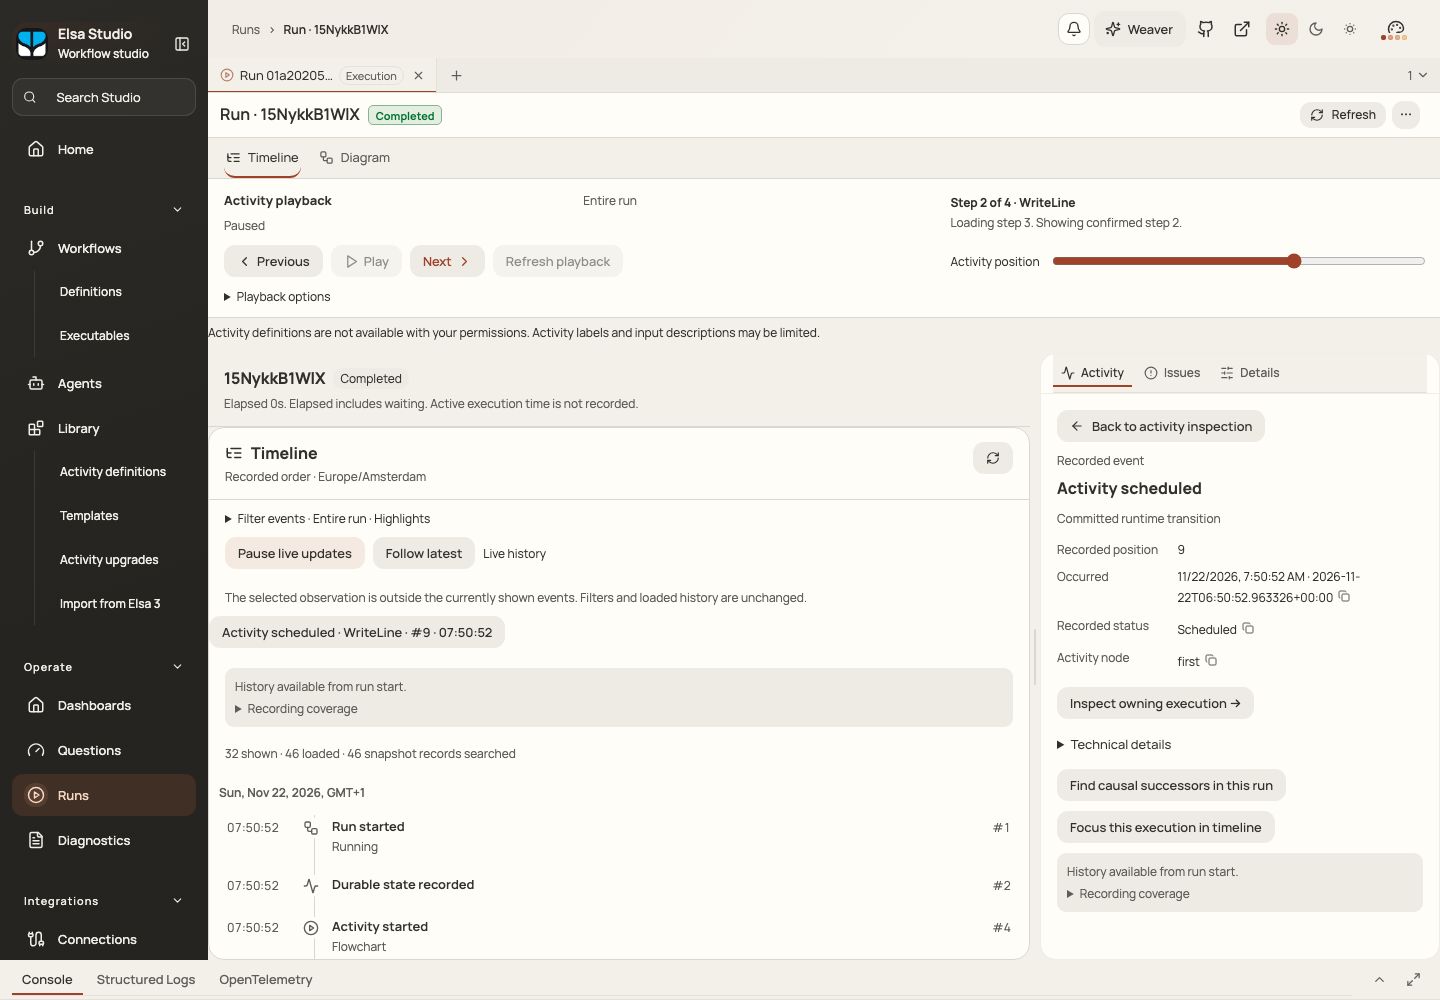 Elsa Studio
Workflow studio
Search Studio
Home
Build
Workflows
Definitions
Executables
Agents
Library
Activity definitions
Templates
Activity upgrades
Import from Elsa 3
Operate
Dashboards
Questions
Runs
Diagnostics
Integrations
Connections
Runs › Run · 15NykkB1WlX
Weaver
Run 01a20205... Execution
1
Run · 15NykkB1WlX Completed
Refresh
Timeline
Diagram
Activity playback
Entire run
Paused
Previous
Play
Next
Refresh playback
Playback options
Step 2 of 4 · WriteLine
Loading step 3. Showing confirmed step 2.
Activity position
Activity definitions are not available with your permissions. Activity labels and input descriptions may be limited.
15NykkB1WlX Completed
Elapsed 0s. Elapsed includes waiting. Active execution time is not recorded.
Timeline
Recorded order · Europe/Amsterdam
Filter events · Entire run · Highlights
Pause live updates
Follow latest
Live history
The selected observation is outside the currently shown events. Filters and loaded history are unchanged.
Activity scheduled · WriteLine · #9 · 07:50:52
History available from run start.
Recording coverage
32 shown · 46 loaded · 46 snapshot records searched
Sun, Nov 22, 2026, GMT+1
07:50:52 Run started #1
Running
07:50:52 Durable state recorded #2
07:50:52 Activity started #4
Flowchart
Activity
Issues
Details
Back to activity inspection
Recorded event
Activity scheduled
Committed runtime transition
Recorded position 9
Occurred 11/22/2026, 7:50:52 AM · 2026-11-
22T06:50:52.963326+00:00
Recorded status Scheduled
Activity node first
Inspect owning execution →
Technical details
Find causal successors in this run
Focus this execution in timeline
History available from run start.
Recording coverage
Console
Structured Logs
OpenTelemetry